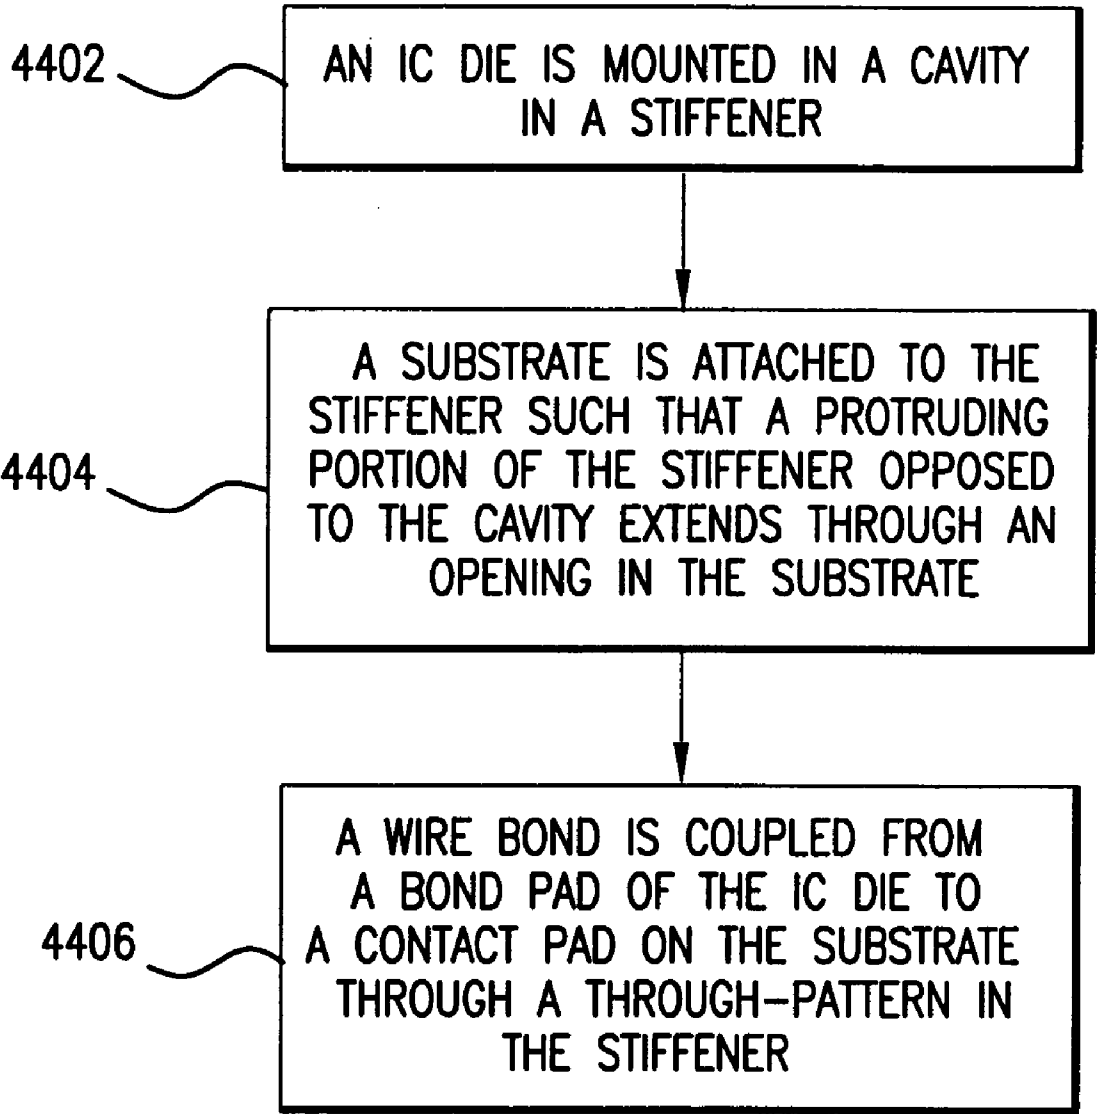 4402
AN IC DIE IS MOUNTED IN A CAVITY
IN A STIFFENER
4404
A SUBSTRATE IS ATTACHED TO THE
STIFFENER SUCH THAT A PROTRUDING
PORTION OF THE STIFFENER OPPOSED
TO THE CAVITY EXTENDS THROUGH AN
OPENING IN THE SUBSTRATE
4406
A WIRE BOND IS COUPLED FROM
A BOND PAD OF THE IC DIE TO
A CONTACT PAD ON THE SUBSTRATE
THROUGH A THROUGH-PATTERN IN
THE STIFFENER